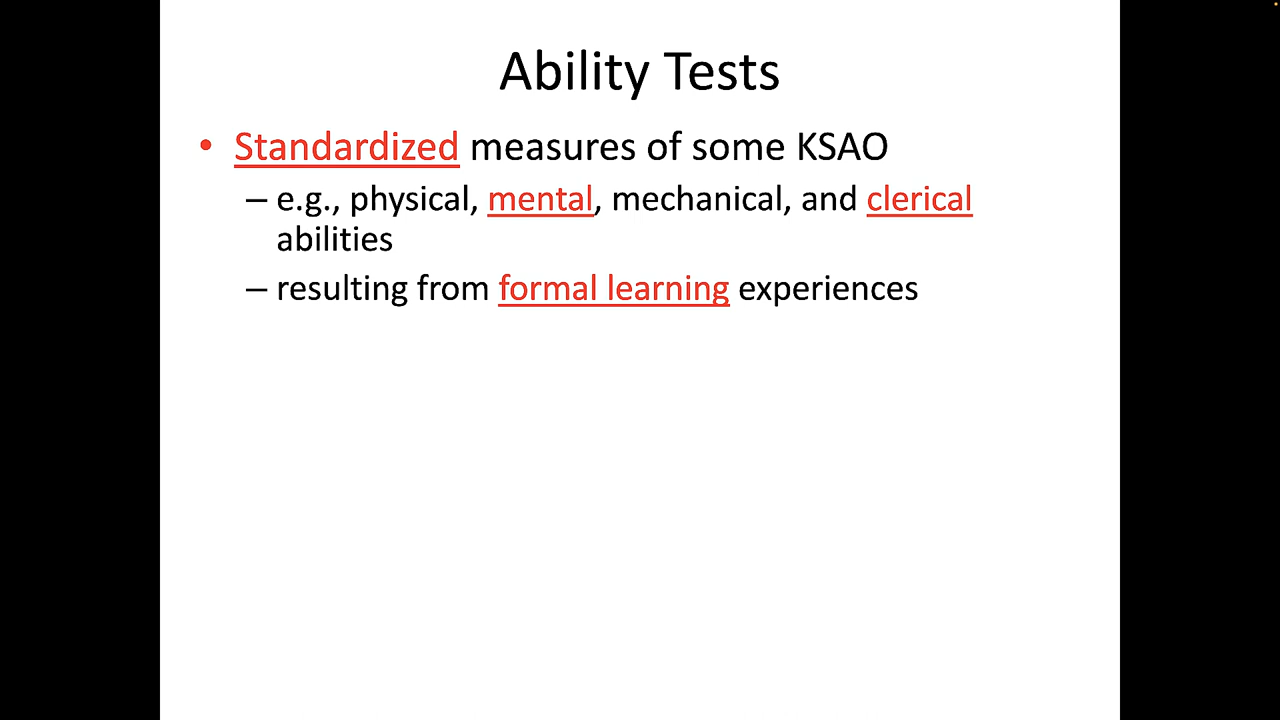 Ability Tests
• Standardized measures of some KSAO
– e.g., physical, mental, mechanical, and clerical
abilities
– resulting from formal learning experiences